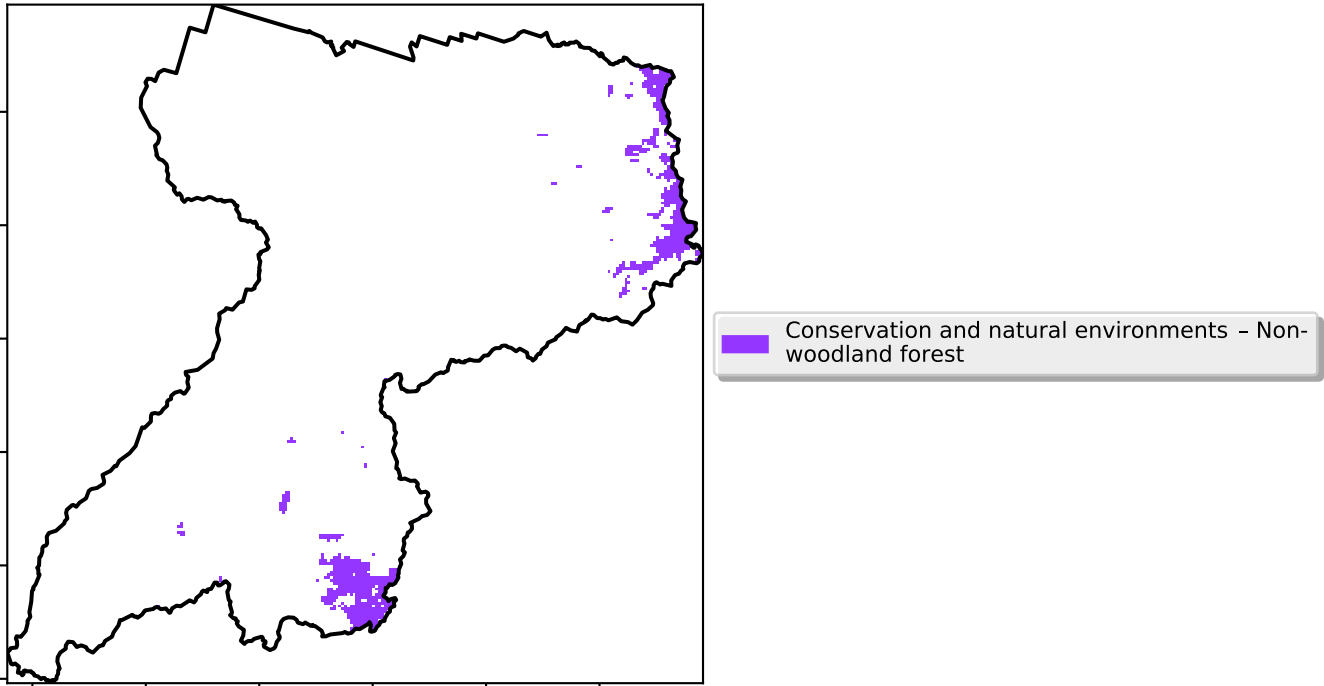 Conservation and natural environments – Non-
woodland forest